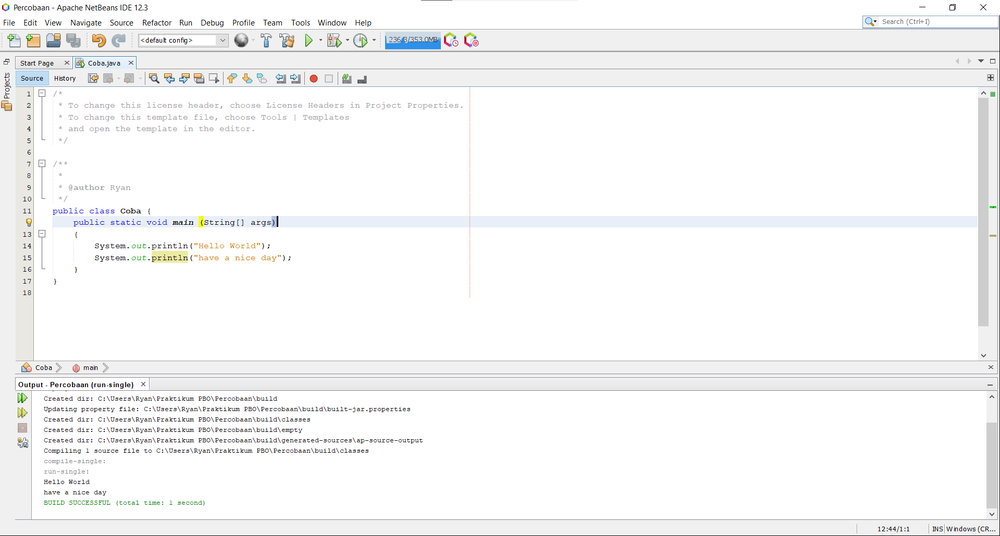 Percobaan - Apache NetBeans IDE 12.3
File Edit View Navigate Source Refactor Run Debug Profile Team Tools Window Help
Search (Ctrl+I)
<default config>
236.3/353.0MB
Projects
Start Page
Coba.java
Source History
1 /*
2 * To change this license header, choose License Headers in Project Properties.
3 * To change this template file, choose Tools | Templates
4 * and open the template in the editor.
5 */
6
7 /**
8 *
9 * @author Ryan
10 */
11 public class Coba {
public static void main (String[] args)
13 {
14 System.out.println("Hello World");
15 System.out.println("have a nice day");
16 }
17 }
18
Coba main
Output - Percobaan (run-single)
Created dir: C:\Users\Ryan\Praktikum PBO\Percobaan\build
Updating property file: C:\Users\Ryan\Praktikum PBO\Percobaan\build\built-jar.properties
Created dir: C:\Users\Ryan\Praktikum PBO\Percobaan\build\classes
Created dir: C:\Users\Ryan\Praktikum PBO\Percobaan\build\empty
Created dir: C:\Users\Ryan\Praktikum PBO\Percobaan\build\generated-sources\ap-source-output
Compiling 1 source file to C:\Users\Ryan\Praktikum PBO\Percobaan\build\classes
compile-single:
run-single:
Hello World
have a nice day
BUILD SUCCESSFUL (total time: 1 second)
12:44/1:1 INS Windows (CR...